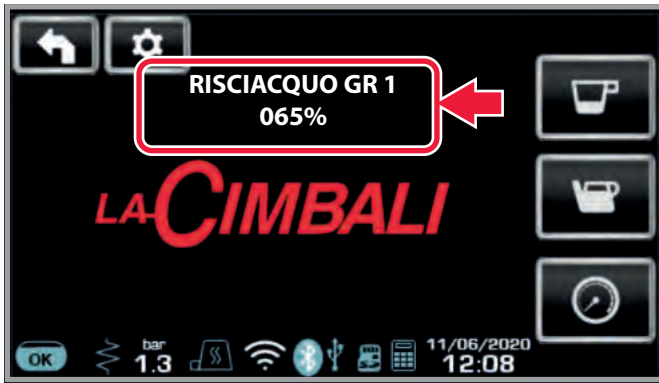 RISCIACQUO GR 1
065%
LA CIMBALI
OK
bar
1.3
11/06/2020
12:08